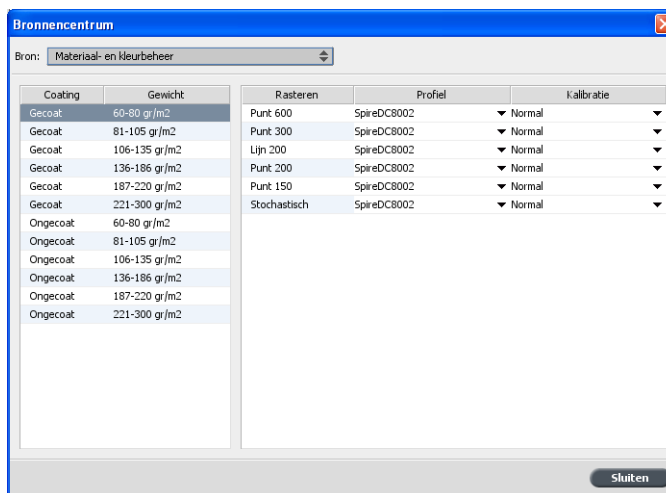 Bronnencentrum
Bron: Materiaal- en kleurbeheer
Coating Gewicht Rasteren Profiel Kalibratie
Gecoat 60-80 gr/m2 Punt 600 SpireDC8002 Normal
Gecoat 81-105 gr/m2 Punt 300 SpireDC8002 Normal
Gecoat 106-135 gr/m2 Lijn 200 SpireDC8002 Normal
Gecoat 136-186 gr/m2 Punt 200 SpireDC8002 Normal
Gecoat 187-220 gr/m2 Punt 150 SpireDC8002 Normal
Gecoat 221-300 gr/m2 Stochastisch SpireDC8002 Normal
Ongecoat 60-80 gr/m2
Ongecoat 81-105 gr/m2
Ongecoat 106-135 gr/m2
Ongecoat 136-186 gr/m2
Ongecoat 187-220 gr/m2
Ongecoat 221-300 gr/m2
Sluiten